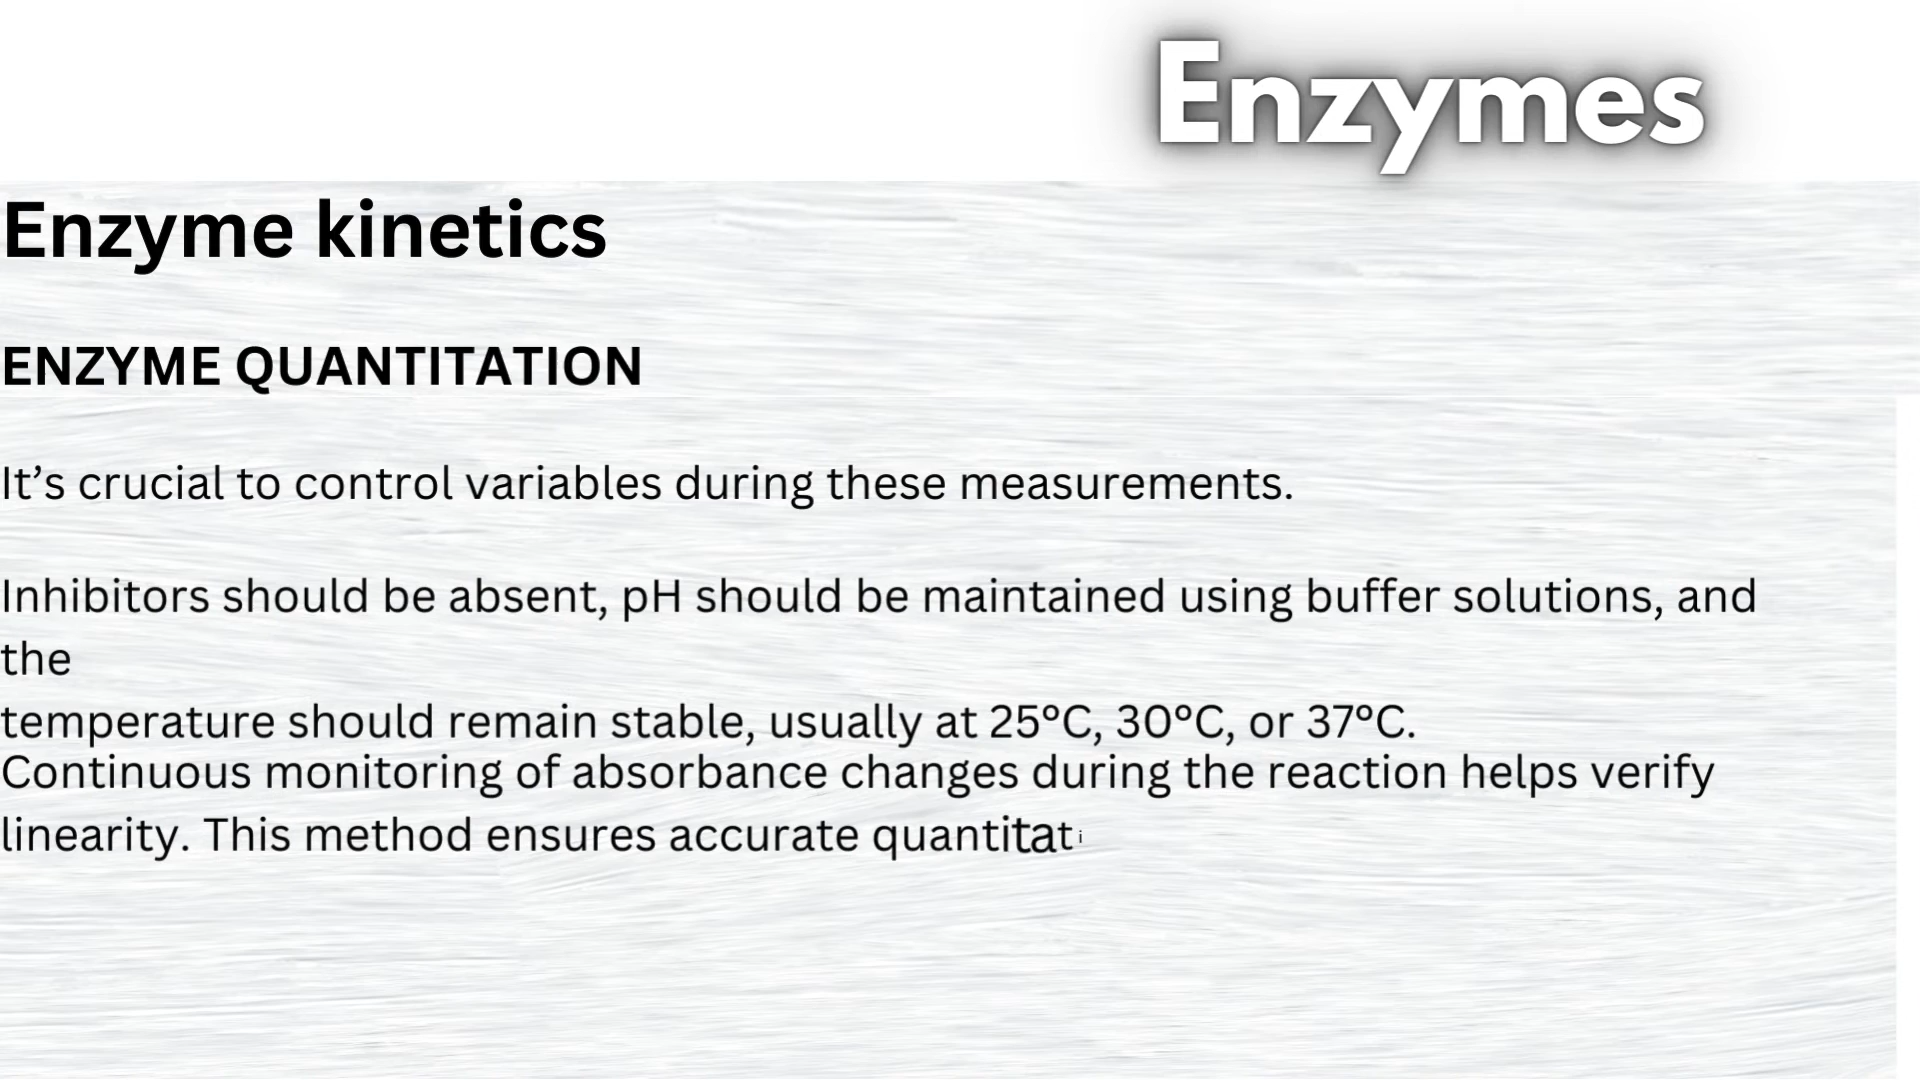 Enzymes
Enzyme kinetics
ENZYME QUANTITATION
It’s crucial to control variables during these measurements.
Inhibitors should be absent, pH should be maintained using buffer solutions, and
the
temperature should remain stable, usually at 25°C, 30°C, or 37°C.
Continuous monitoring of absorbance changes during the reaction helps verify
linearity. This method ensures accurate quantitati